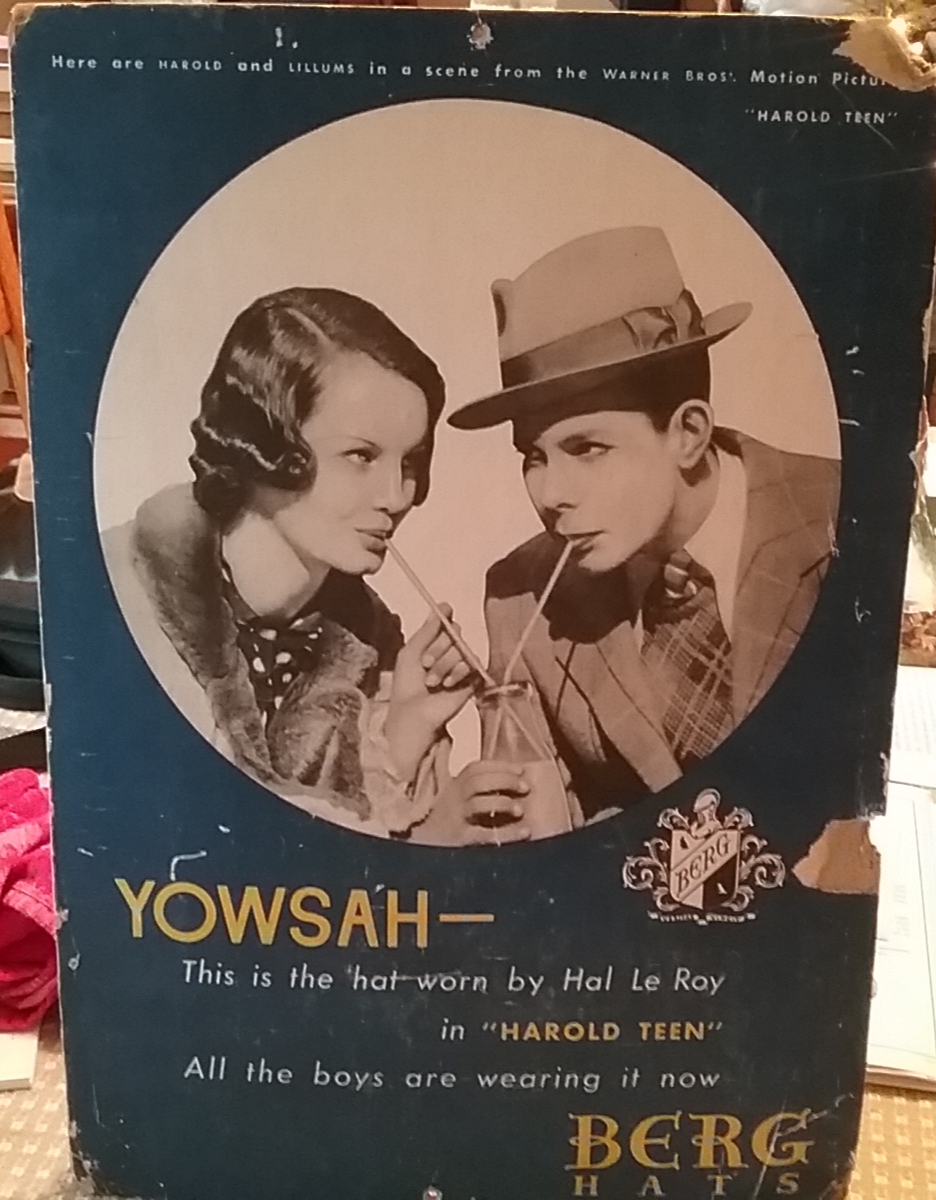 Here are HAROLD and LILLUMS in a scene from the WARNER BROS'. Motion Pictu
"HAROLD TEEN"
BERG
YOWSAH—
This is the hat worn by Hal Le Roy
in "HAROLD TEEN"
All the boys are wearing it now
BERG
HATS